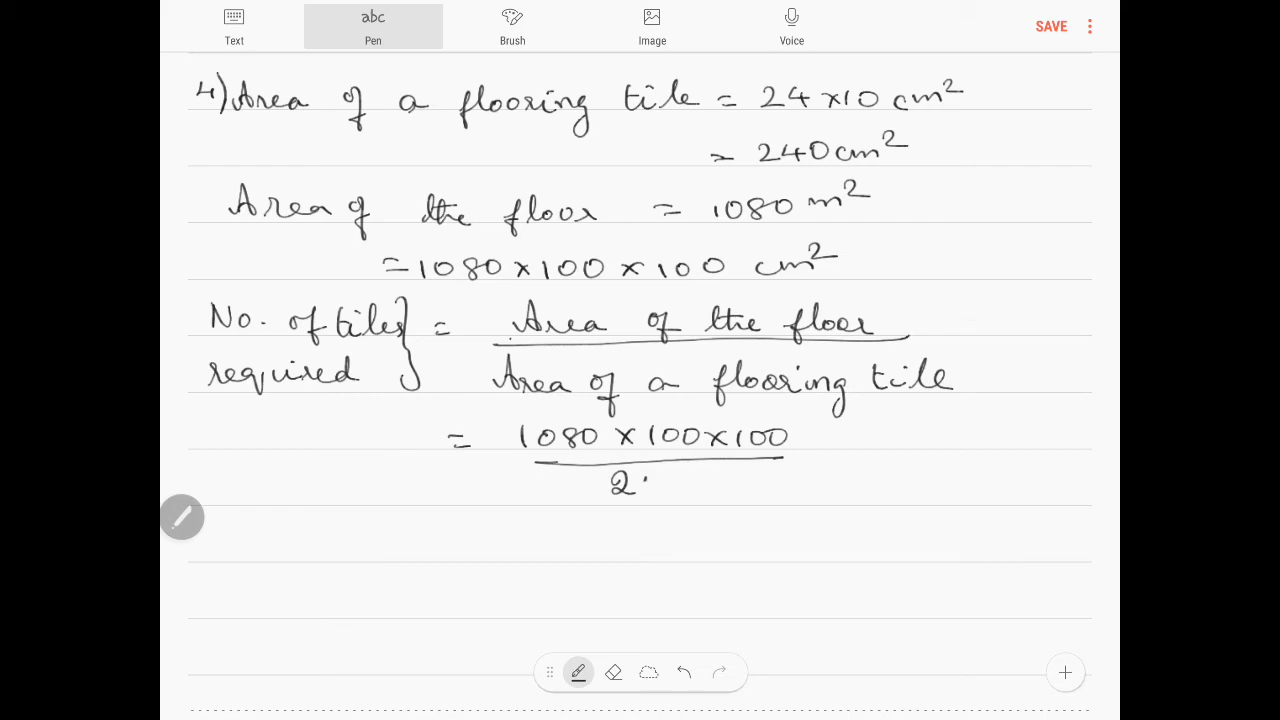 Text
abc
Pen
Brush
Image
Voice
SAVE
4) Area of a flooring tile = 24 × 10 cm²
= 240 cm²
Area of the floor = 1080 m²
= 1080 × 100 × 100 cm²
No. of tiles } = Area of the floor
required Area of a flooring tile
= 1080 × 100 × 100
2